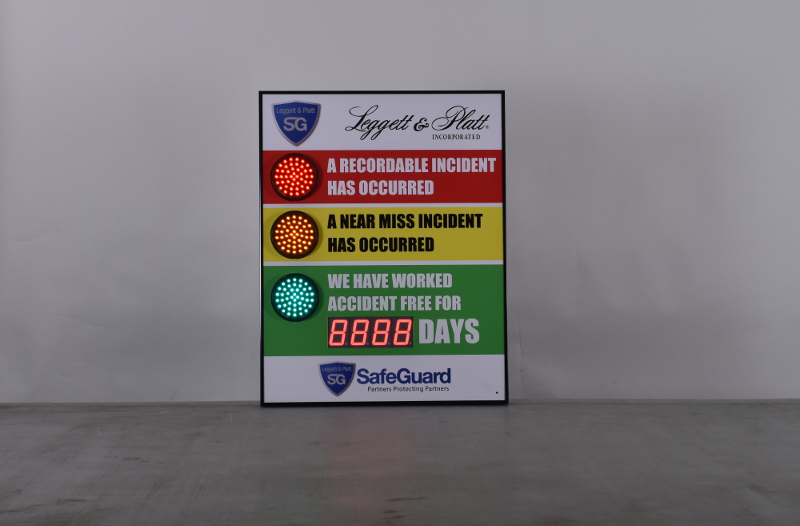 Leggett & Platt
SG
Leggett & Platt
INCORPORATED
A RECORDABLE INCIDENT
HAS OCCURRED
A NEAR MISS INCIDENT
HAS OCCURRED
WE HAVE WORKED
ACCIDENT FREE FOR
8888 DAYS
Leggett & Platt
SG
SafeGuard
Partners Protecting Partners